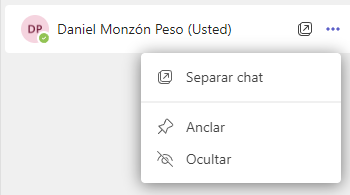 DP Daniel Monzón Peso (Usted)
Separar chat
Anclar
Ocultar